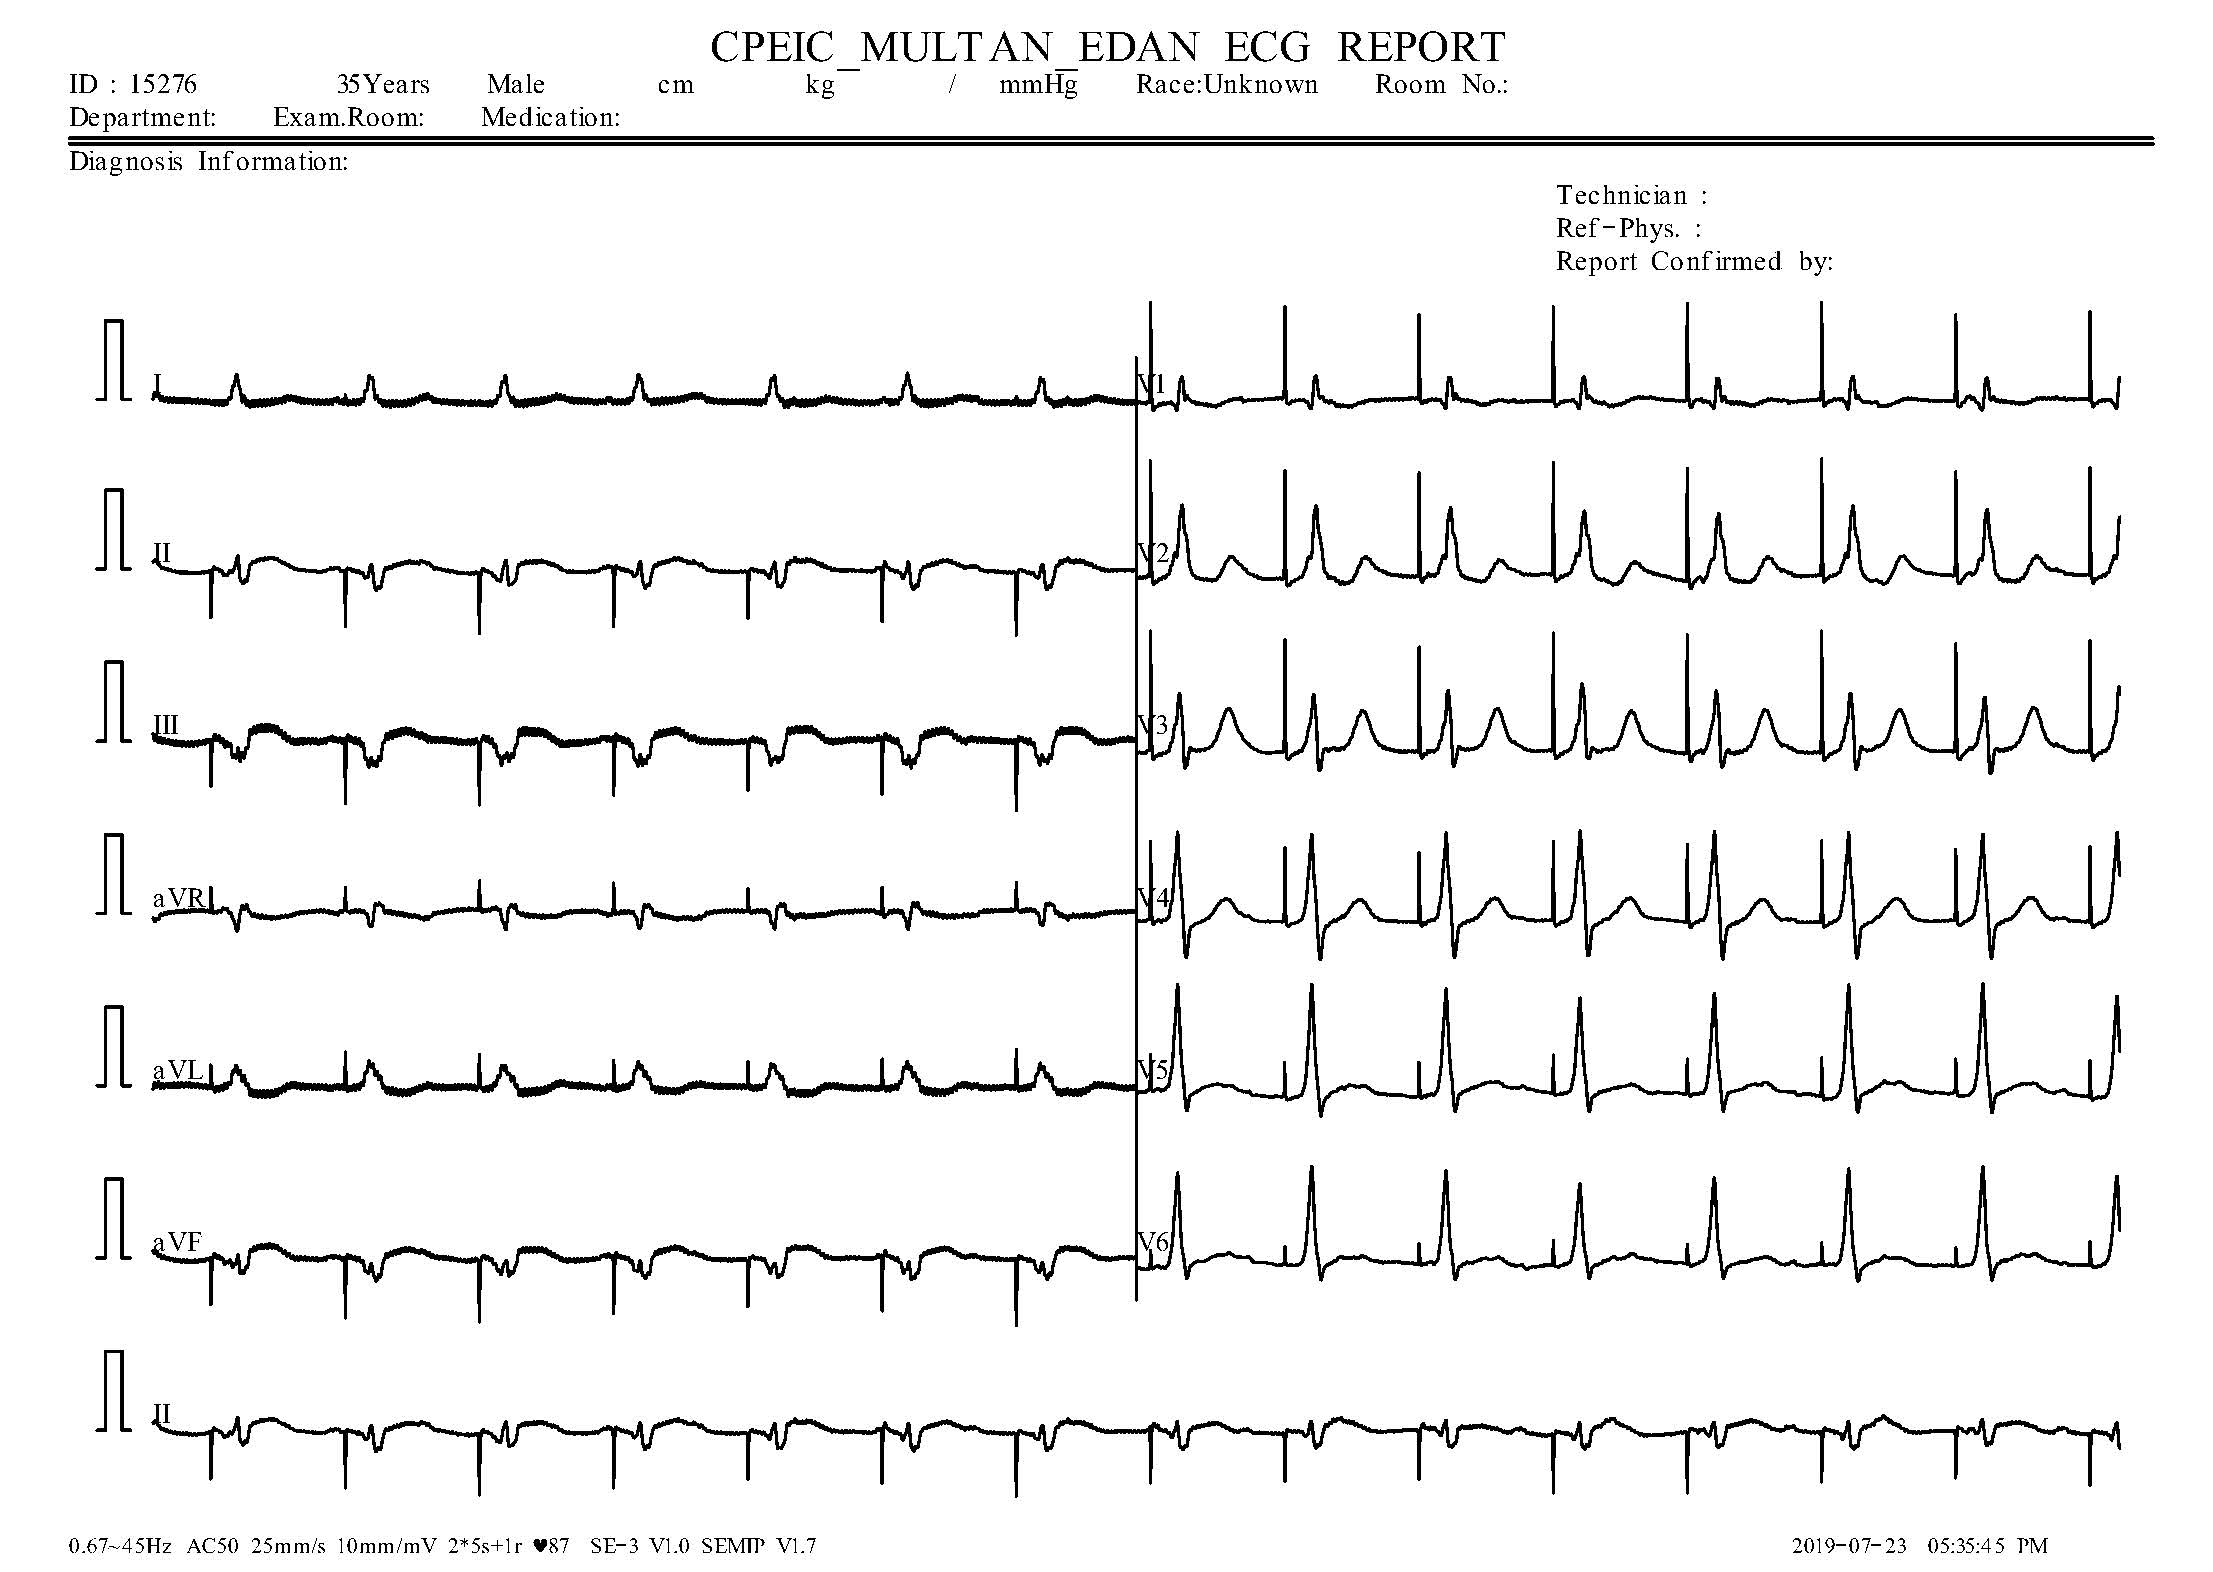 CPEIC_MULTAN_EDAN ECG REPORT
ID : 15276 35Years Male cm kg / mmHg Race:Unknown Room No.:
Department: Exam.Room: Medication:
Diagnosis Information:
Technician :
Ref-Phys. :
Report Confirmed by:
I V1
II V2
III V3
aVR V4
aVL V5
aVF V6
II
0.67~45Hz AC50 25mm/s 10mm/mV 2*5s+1r ♥87 SE-3 V1.0 SEMIP V1.7 2019-07-23 05:35:45 PM